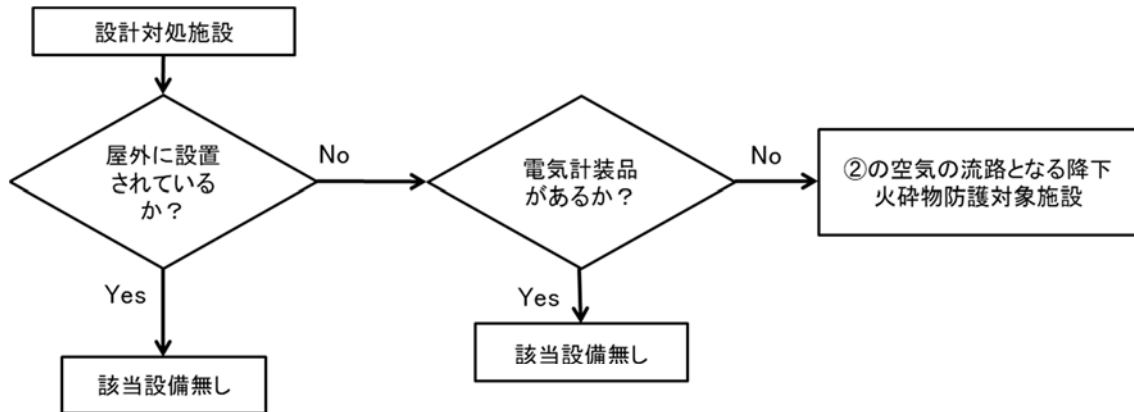 設計対処施設
屋外に設置
されている
か？
No
電気計装品
があるか？
No
②の空気の流路となる降下
火砕物防護対象施設
Yes
該当設備無し
Yes
該当設備無し